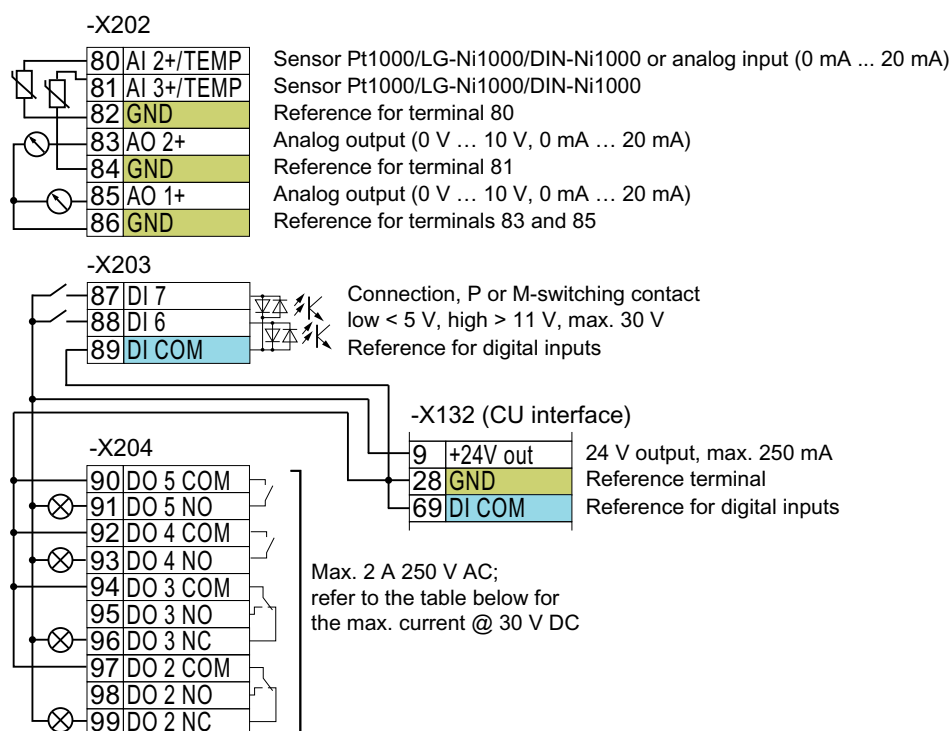 -X202
80 AI 2+/TEMP Sensor Pt1000/LG-Ni1000/DIN-Ni1000 or analog input (0 mA ... 20 mA)
81 AI 3+/TEMP Sensor Pt1000/LG-Ni1000/DIN-Ni1000
82 GND Reference for terminal 80
83 AO 2+ Analog output (0 V … 10 V, 0 mA … 20 mA)
84 GND Reference for terminal 81
85 AO 1+ Analog output (0 V … 10 V, 0 mA … 20 mA)
86 GND Reference for terminals 83 and 85
-X203
87 DI 7 Connection, P or M-switching contact
88 DI 6 low < 5 V, high > 11 V, max. 30 V
89 DI COM Reference for digital inputs
-X132 (CU interface)
9 +24V out 24 V output, max. 250 mA
28 GND Reference terminal
69 DI COM Reference for digital inputs
-X204
90 DO 5 COM
91 DO 5 NO
92 DO 4 COM
93 DO 4 NO
94 DO 3 COM
95 DO 3 NO
96 DO 3 NC
97 DO 2 COM
98 DO 2 NO
99 DO 2 NC
Max. 2 A 250 V AC;
refer to the table below for
the max. current @ 30 V DC